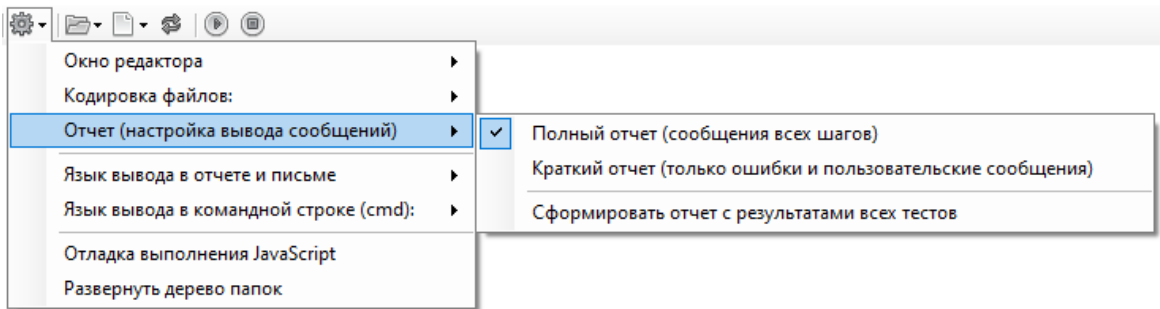 Окно редактора
Кодировка файлов:
Отчет (настройка вывода сообщений)
Полный отчет (сообщения всех шагов)
Краткий отчет (только ошибки и пользовательские сообщения)
Сформировать отчет с результатами всех тестов
Язык вывода в отчете и письме
Язык вывода в командной строке (cmd):
Отладка выполнения JavaScript
Развернуть дерево папок